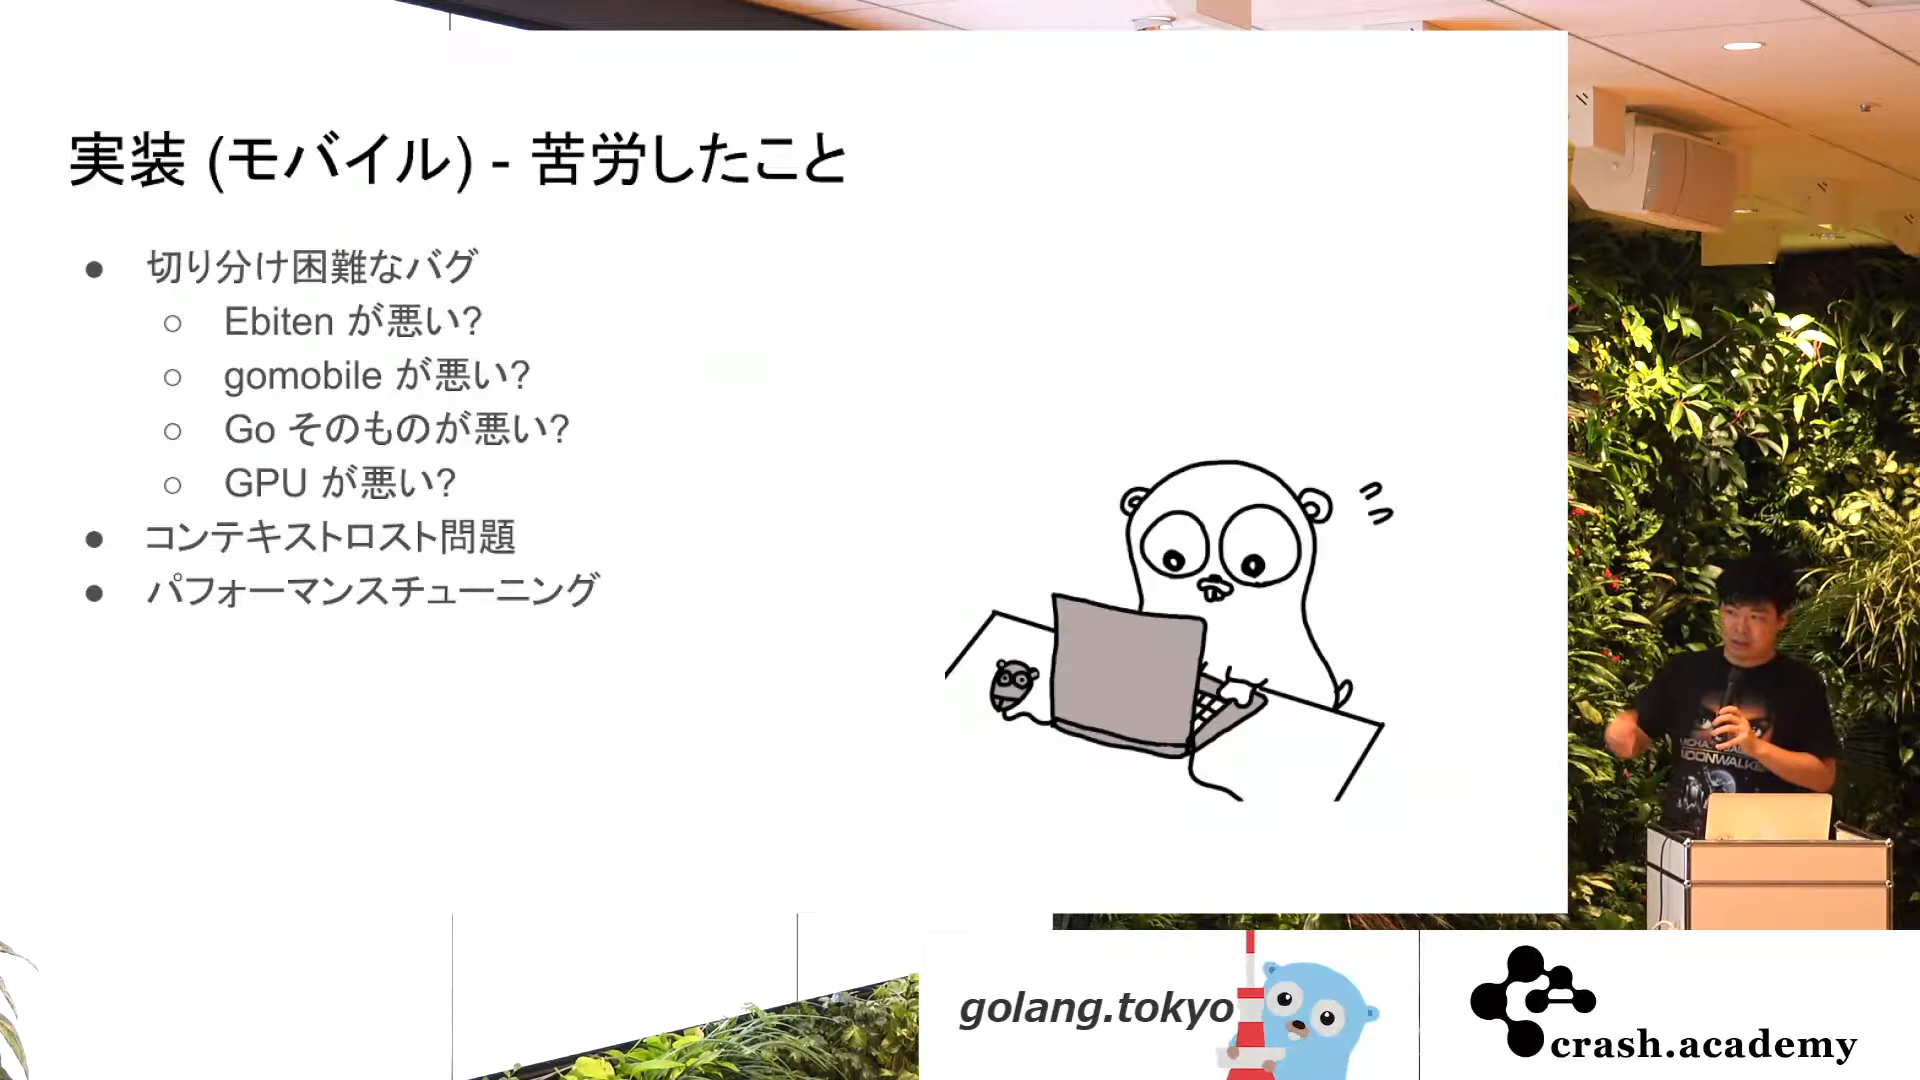 実装 (モバイル) - 苦労したこと
● 切り分け困難なバグ
○ Ebiten が悪い?
○ gomobile が悪い?
○ Go そのものが悪い?
○ GPU が悪い?
● コンテキストロスト問題
● パフォーマンスチューニング
MOONWALKER
golang.tokyo
crash.academy